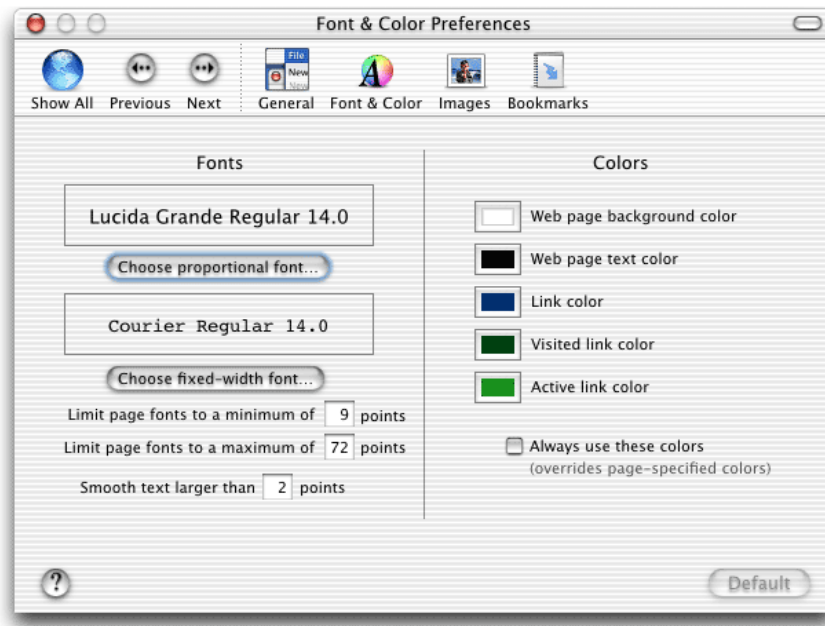 Font & Color Preferences
File
New
New
Show All Previous Next General Font & Color Images Bookmarks
Fonts
Lucida Grande Regular 14.0
Choose proportional font...
Courier Regular 14.0
Choose fixed-width font...
Limit page fonts to a minimum of 9 points
Limit page fonts to a maximum of 72 points
Smooth text larger than 2 points
Colors
Web page background color
Web page text color
Link color
Visited link color
Active link color
Always use these colors
(overrides page-specified colors)
?
Default